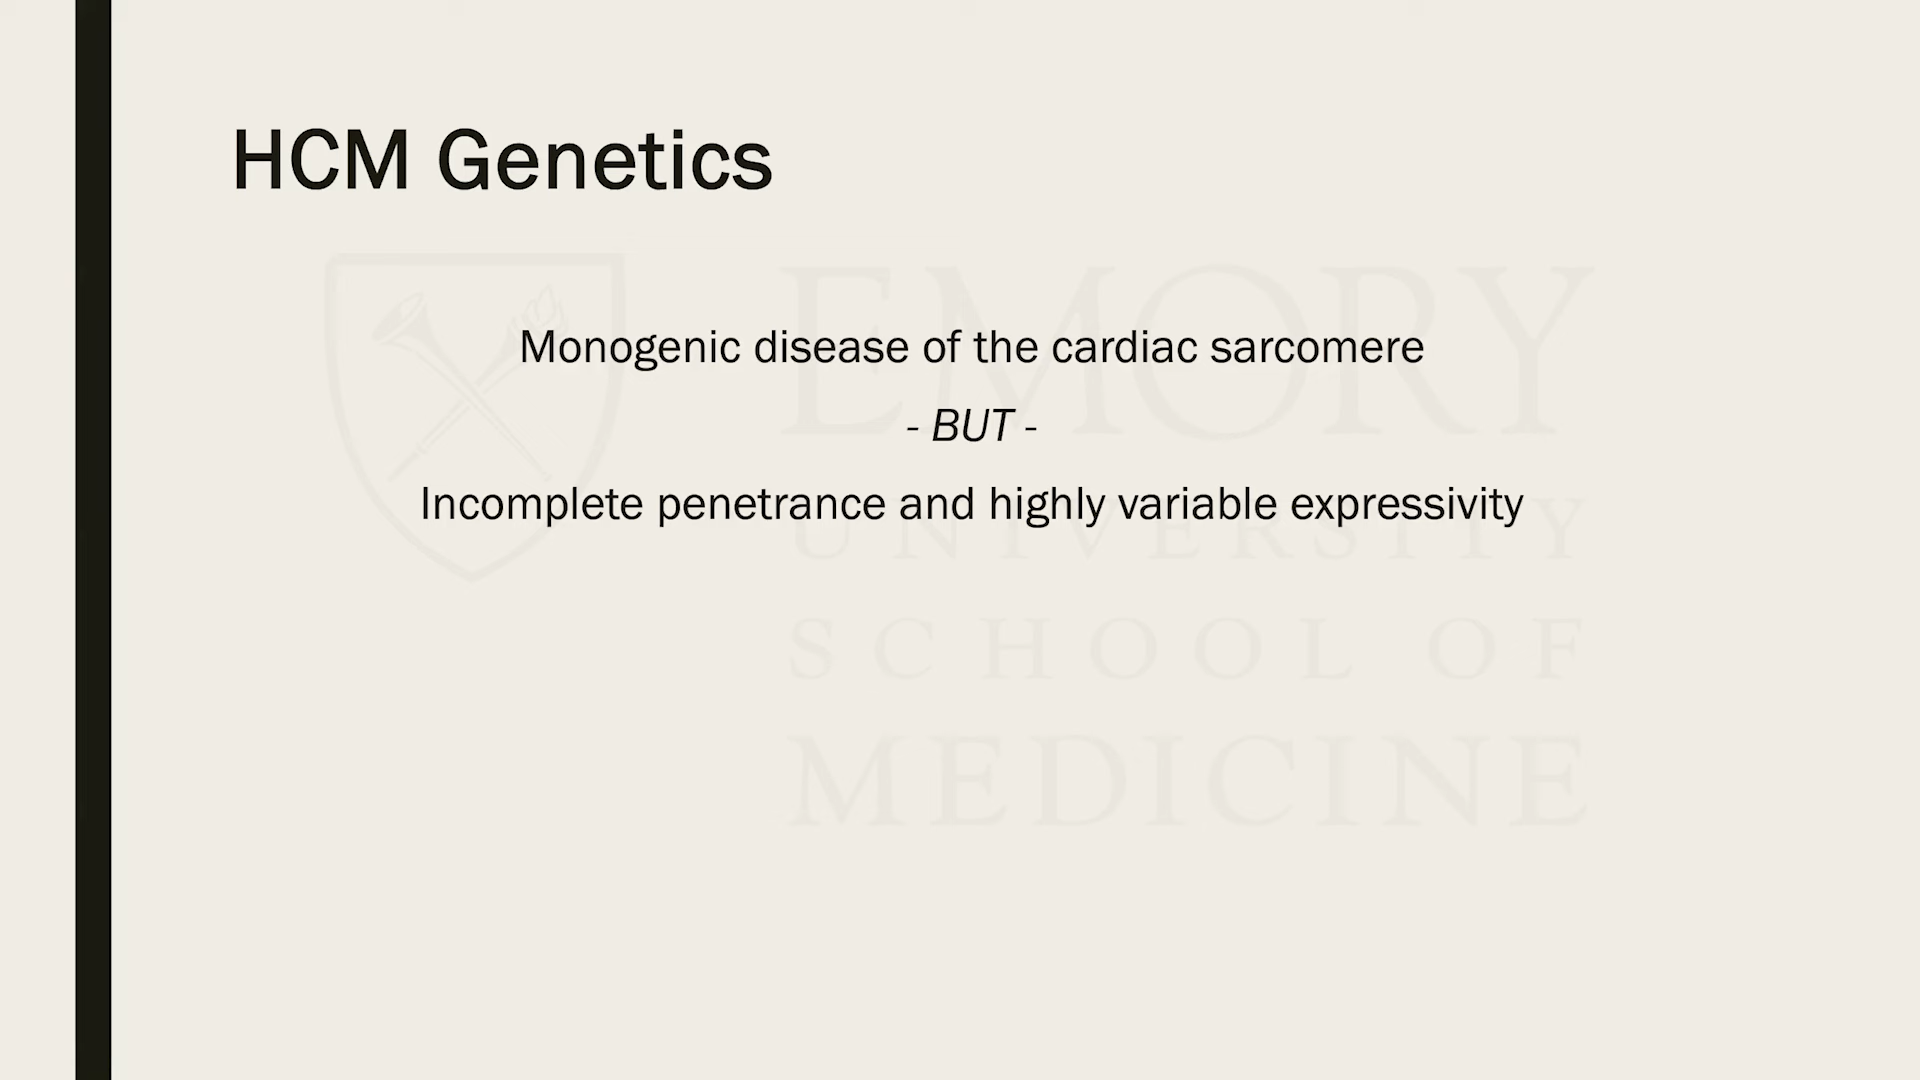 HCM Genetics
Monogenic disease of the cardiac sarcomere
- BUT -
Incomplete penetrance and highly variable expressivity
EMORY
UNIVERSITY
SCHOOL OF
MEDICINE